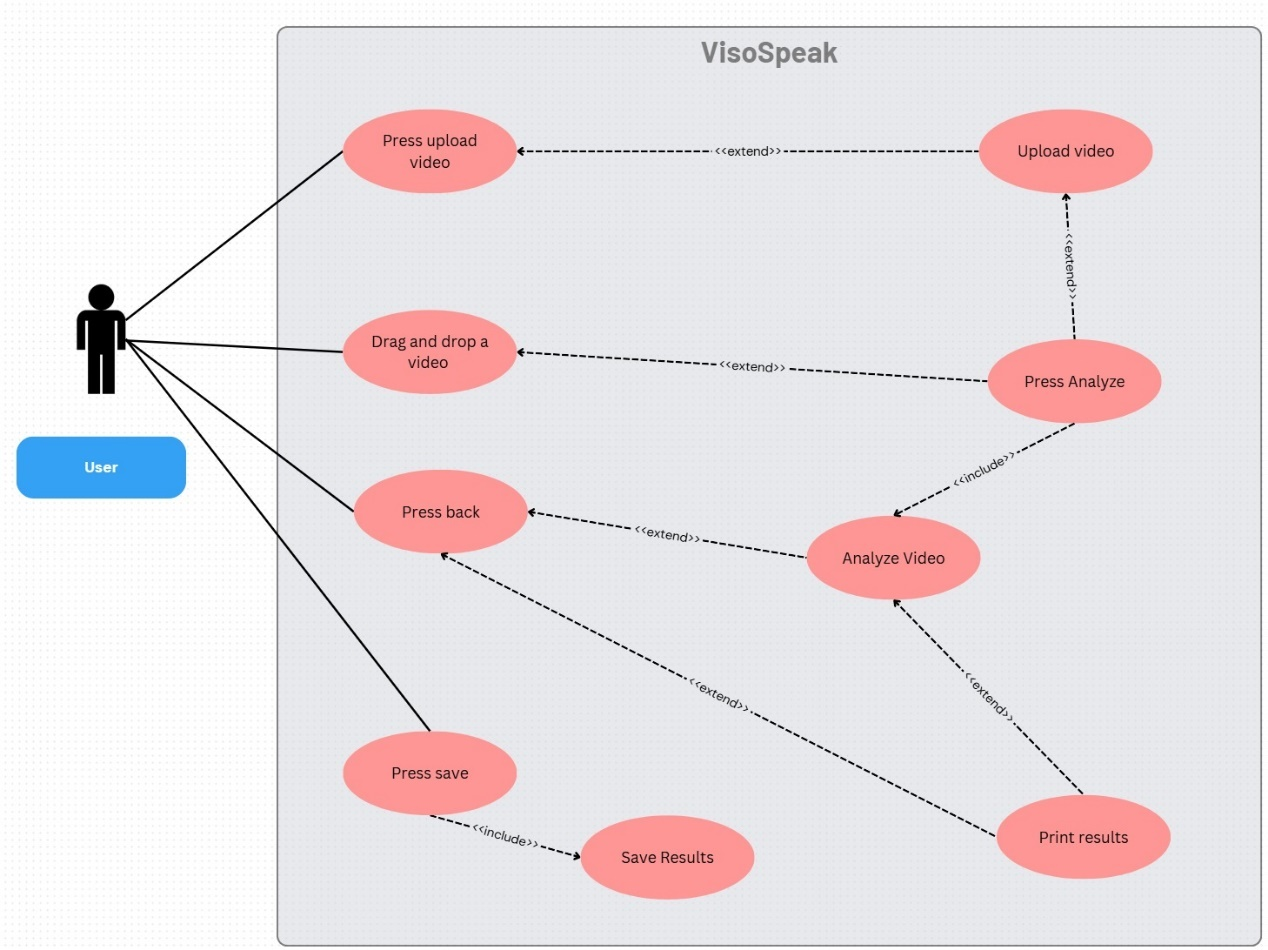 VisoSpeak
Press upload
video
<<extend>>
Upload video
<<extend>>
Drag and drop a
video
<<extend>>
Press Analyze
<<include>>
User
Press back
<<extend>>
Analyze Video
<<extend>>
<<extend>>
Press save
<<include>>
Save Results
Print results